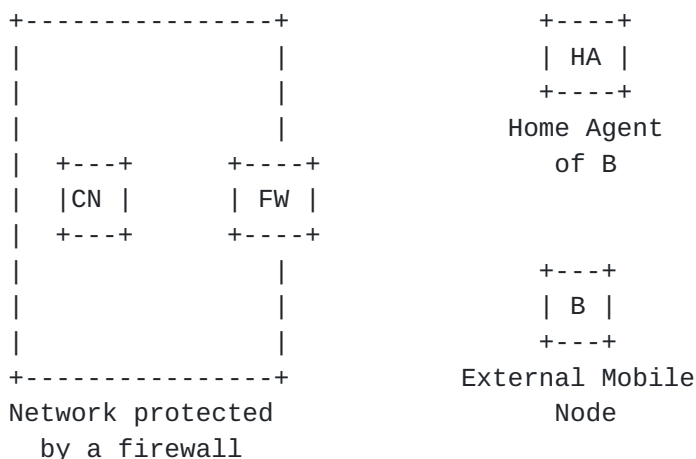 +----------------+ +----+
| | | HA |
| | +----+
| | Home Agent
| +---+ +----+ of B
| |CN | | FW |
| +---+ +----+
| | +---+
| | | B |
| | +---+
+----------------+ External Mobile
Network protected Node
by a firewall